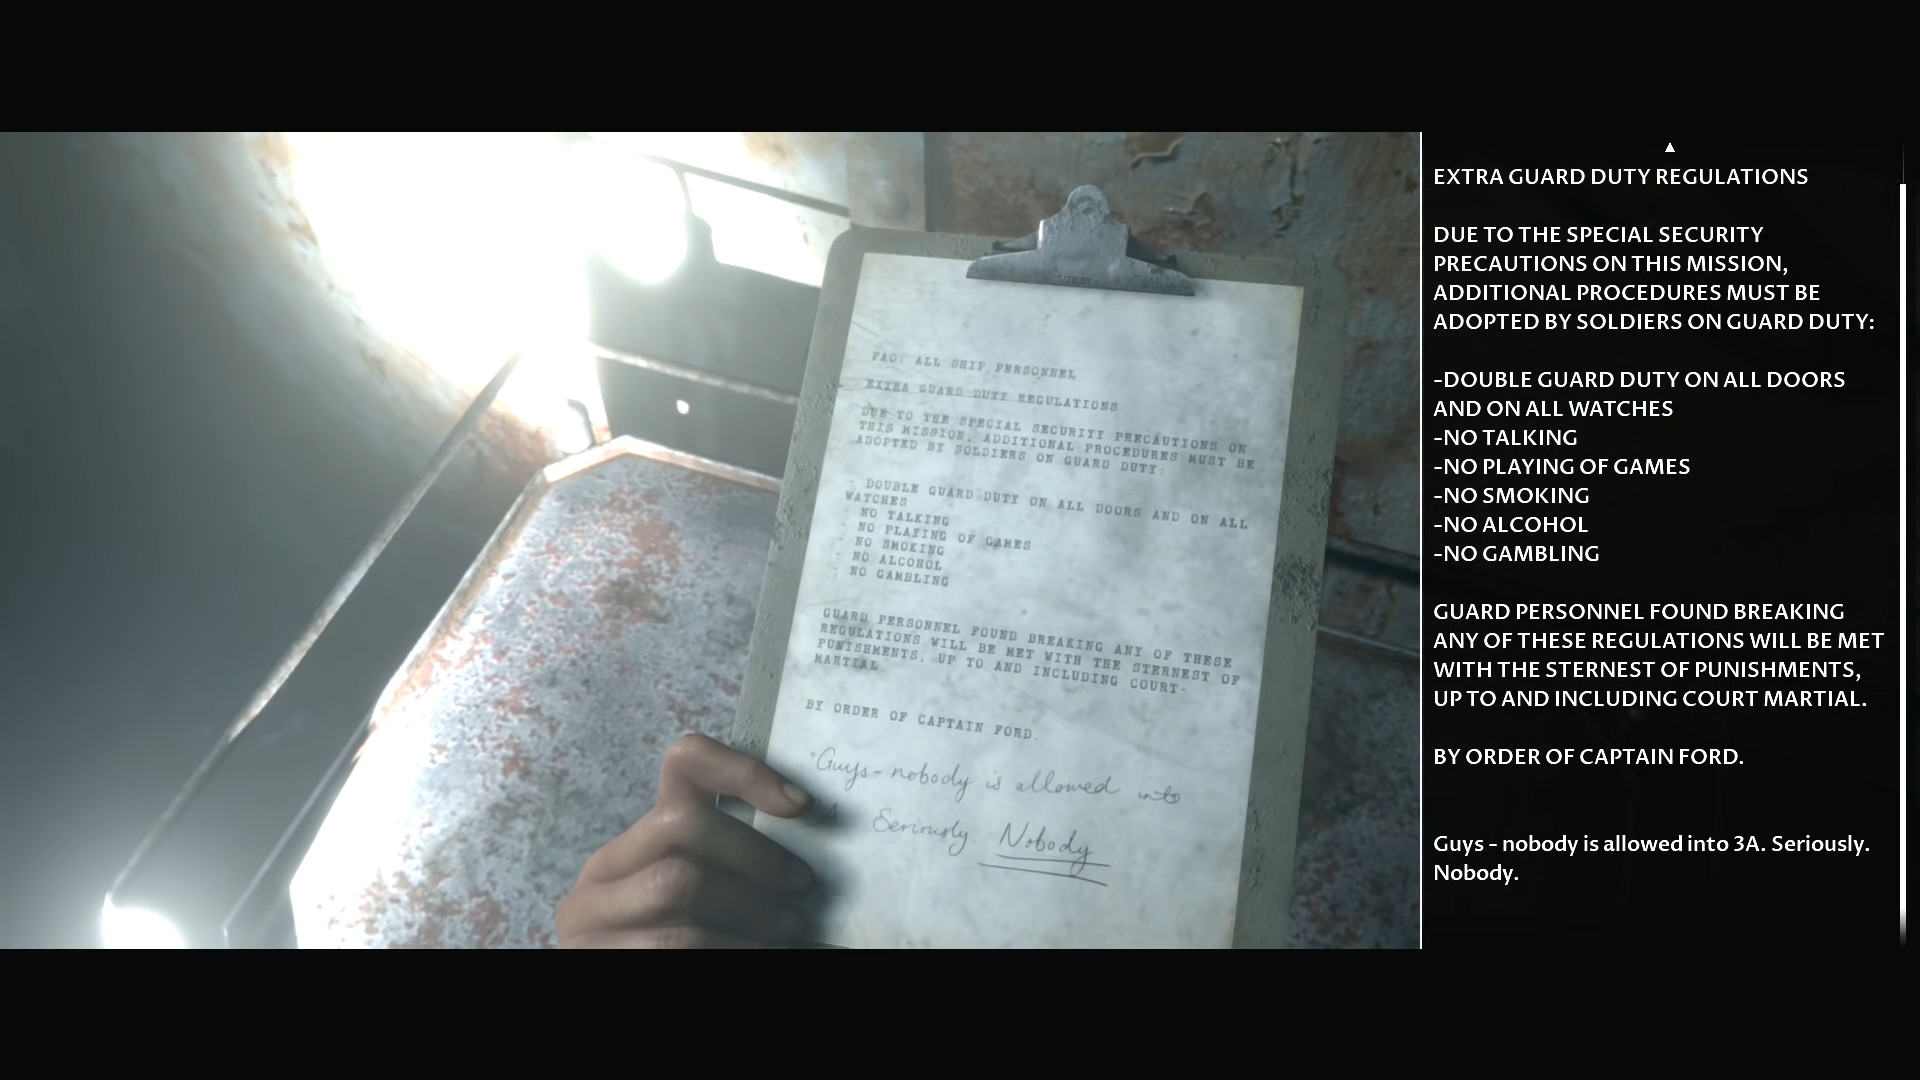 FAO: ALL SHIP PERSONNEL
EXTRA GUARD DUTY REGULATIONS
DUE TO THE SPECIAL SECURITY PRECAUTIONS ON
THIS MISSION, ADDITIONAL PROCEDURES MUST BE
ADOPTED BY SOLDIERS ON GUARD DUTY:
- DOUBLE GUARD DUTY ON ALL DOORS AND ON ALL
WATCHES
- NO TALKING
- NO PLAYING OF GAMES
- NO SMOKING
- NO ALCOHOL
- NO GAMBLING
GUARD PERSONNEL FOUND BREAKING ANY OF THESE
REGULATIONS WILL BE MET WITH THE STERNEST OF
PUNISHMENTS, UP TO AND INCLUDING COURT-
MARTIAL.
BY ORDER OF CAPTAIN FORD.
Guys - nobody is allowed into
3A. Seriously. Nobody
EXTRA GUARD DUTY REGULATIONS
DUE TO THE SPECIAL SECURITY
PRECAUTIONS ON THIS MISSION,
ADDITIONAL PROCEDURES MUST BE
ADOPTED BY SOLDIERS ON GUARD DUTY:
-DOUBLE GUARD DUTY ON ALL DOORS
AND ON ALL WATCHES
-NO TALKING
-NO PLAYING OF GAMES
-NO SMOKING
-NO ALCOHOL
-NO GAMBLING
GUARD PERSONNEL FOUND BREAKING
ANY OF THESE REGULATIONS WILL BE MET
WITH THE STERNEST OF PUNISHMENTS,
UP TO AND INCLUDING COURT MARTIAL.
BY ORDER OF CAPTAIN FORD.
Guys - nobody is allowed into 3A. Seriously.
Nobody.